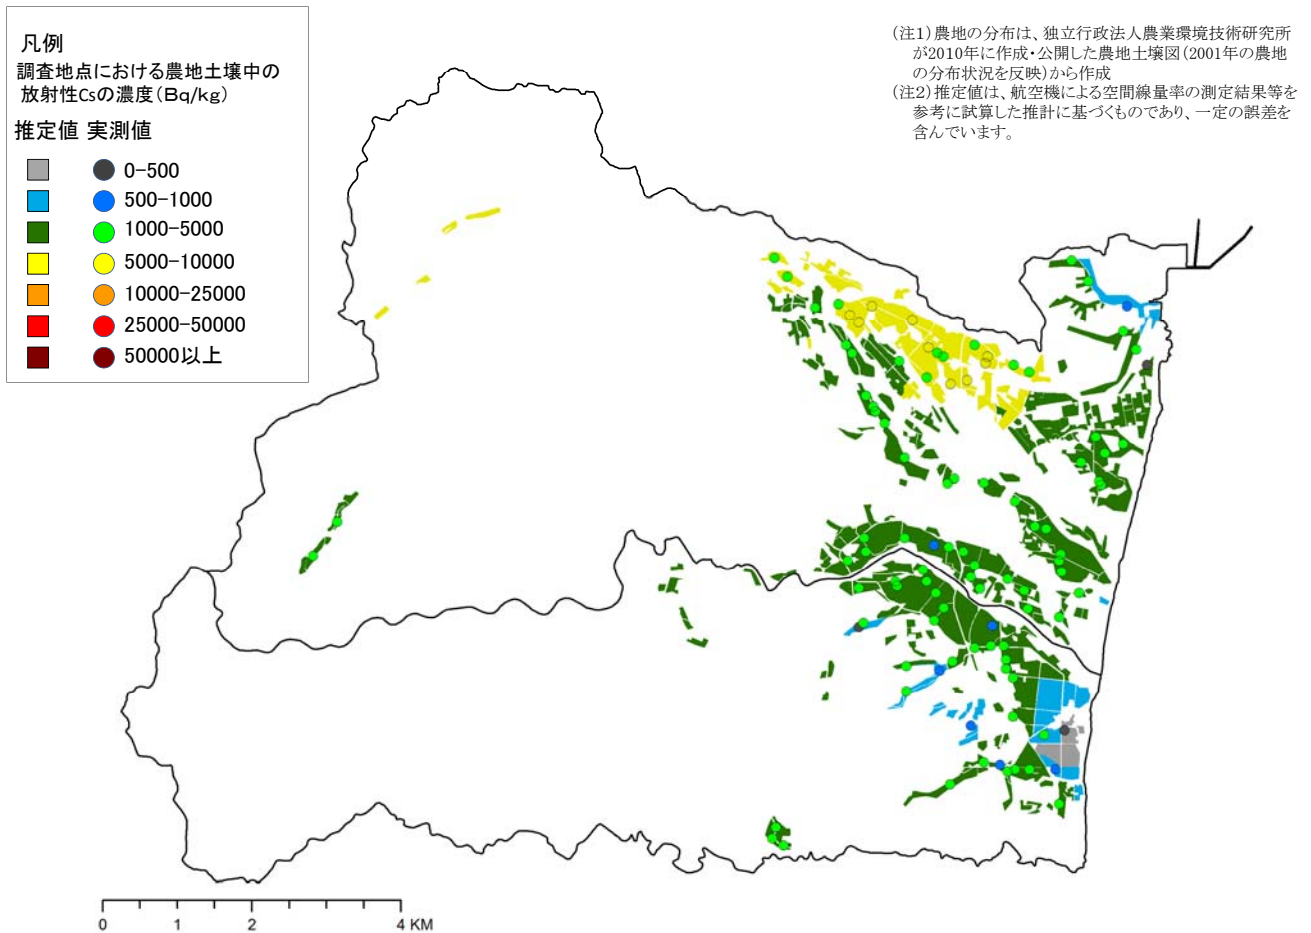 凡例
調査地点における農地土壌中の
放射性Csの濃度(Bq/kg)
推定値 実測値
0-500
500-1000
1000-5000
5000-10000
10000-25000
25000-50000
50000以上
(注1)農地の分布は、独立行政法人農業環境技術研究所
が2010年に作成・公開した農地土壌図(2001年の農地
の分布状況を反映)から作成
(注2)推定値は、航空機による空間線量率の測定結果等を
参考に試算した推計に基づくものであり、一定の誤差を
含んでいます。
0 1 2 4 KM